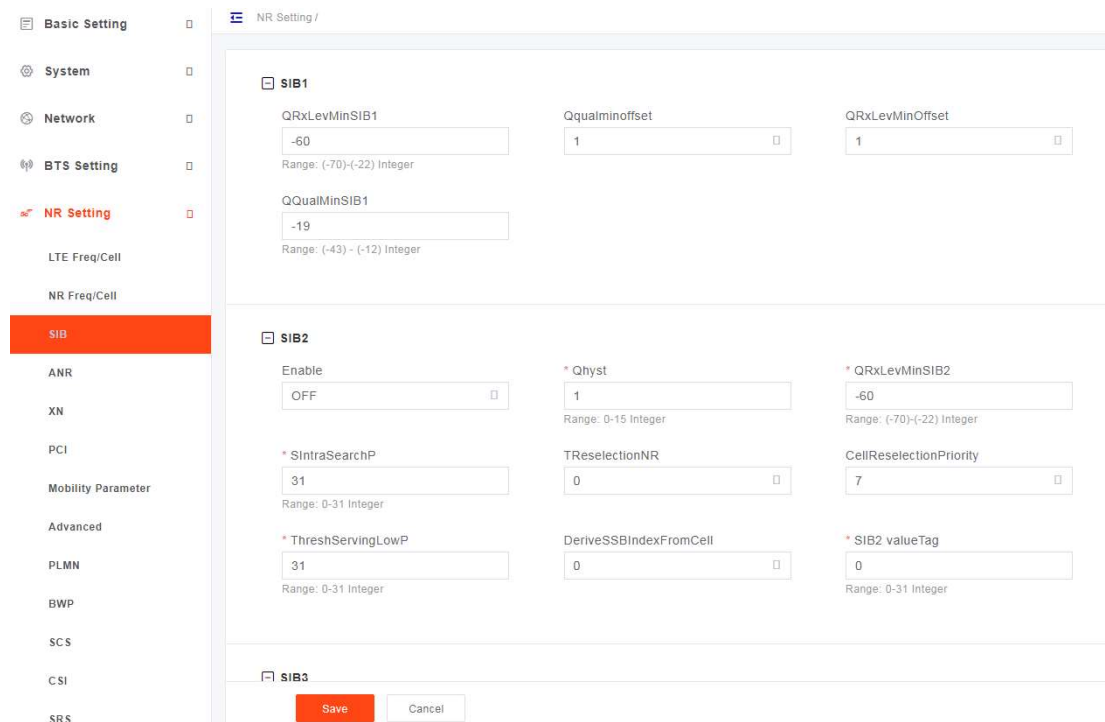 Basic Setting
System
Network
BTS Setting
NR Setting
LTE Freq/Cell
NR Freq/Cell
SIB
ANR
XN
PCI
Mobility Parameter
Advanced
PLMN
BWP
SCS
CSI
SRS
NR Setting /
SIB1
QRxLevMinSIB1 Qqualminoffset QRxLevMinOffset
-60 1 1
Range: (-70)-(-22) Integer
QQualMinSIB1
-19
Range: (-43) - (-12) Integer
SIB2
Enable * Qhyst * QRxLevMinSIB2
OFF 1 -60
Range: 0-15 Integer Range: (-70)-(-22) Integer
* SIntraSearchP TReselectionNR CellReselectionPriority
31 0 7
Range: 0-31 Integer
* ThreshServingLowP DeriveSSBIndexFromCell * SIB2 valueTag
31 0 0
Range: 0-31 Integer Range: 0-31 Integer
SIB3
Save Cancel